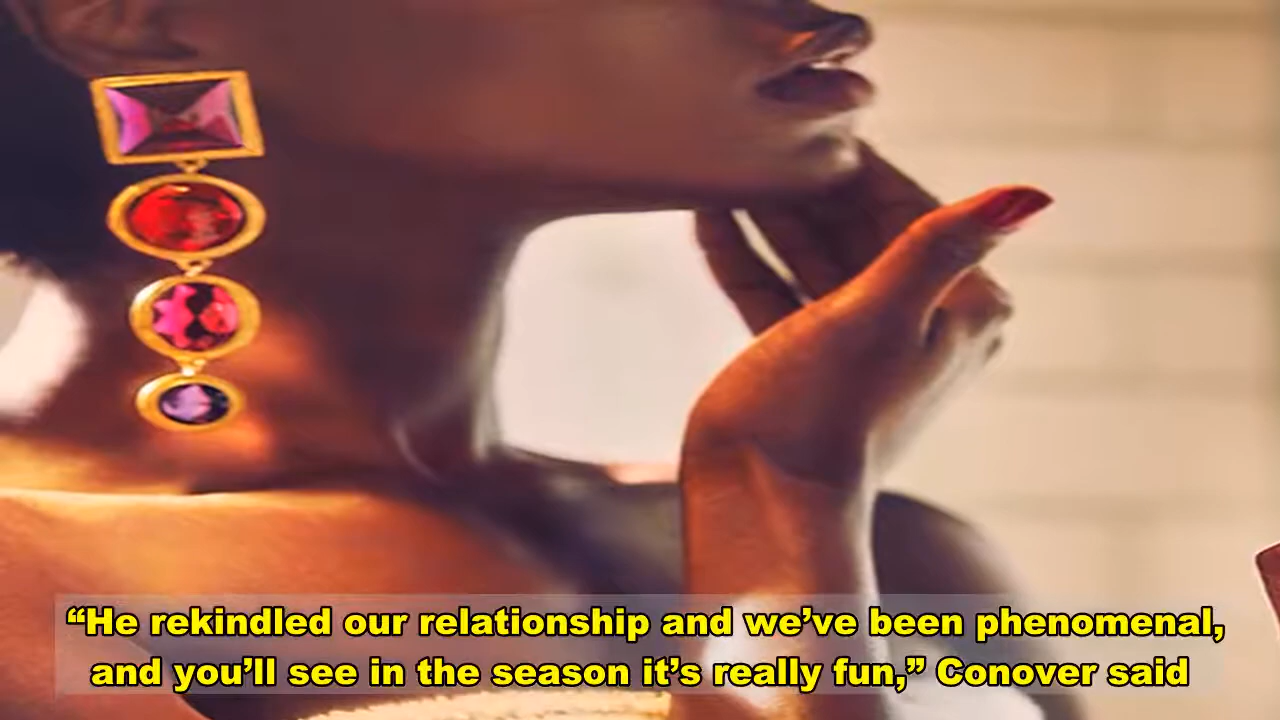 “He rekindled our relationship and we’ve been phenomenal,
and you’ll see in the season it’s really fun,” Conover said